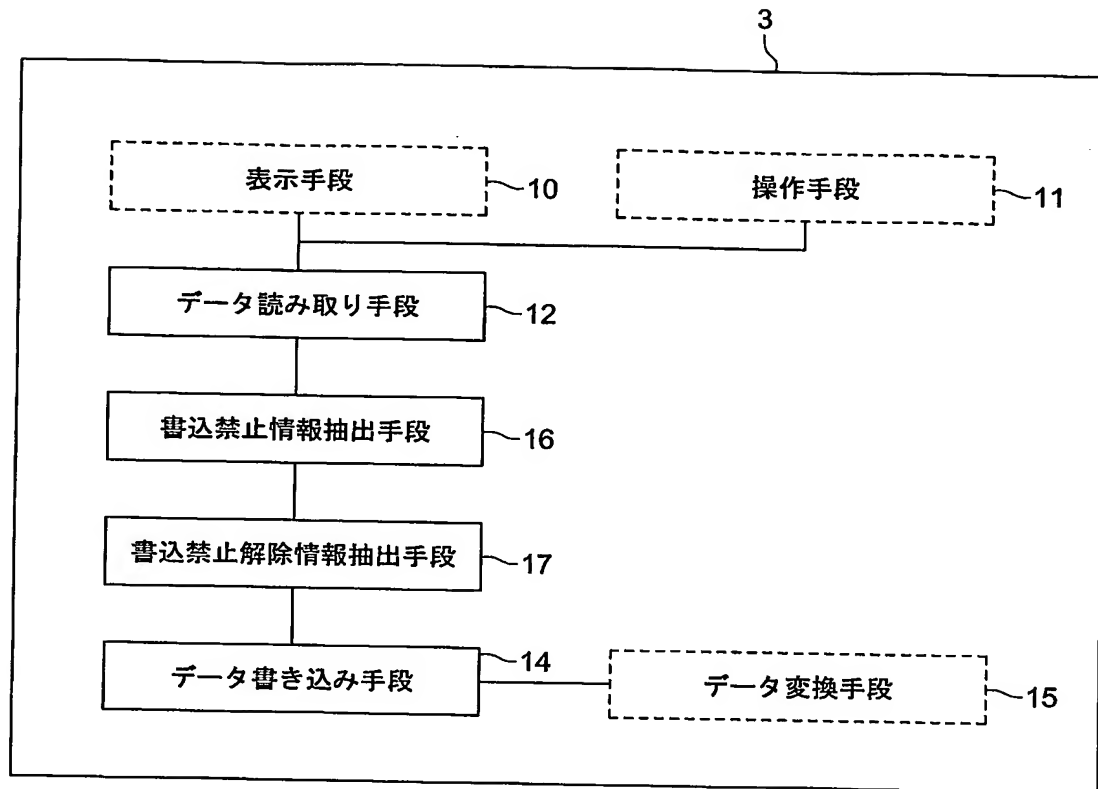 3
表示手段
10
操作手段
11
データ読み取り手段
12
書込禁止情報抽出手段
16
書込禁止解除情報抽出手段
17
データ書き込み手段
14
データ変換手段
15